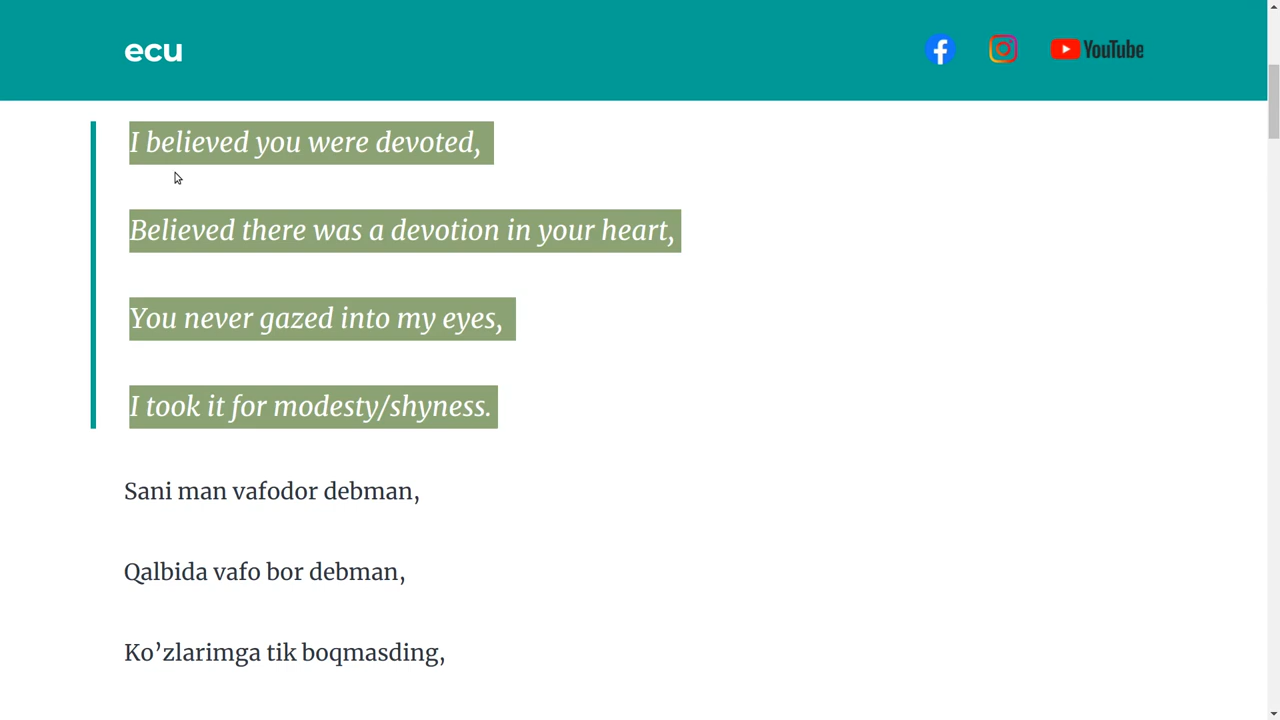 ecu
YouTube
I believed you were devoted,
Believed there was a devotion in your heart,
You never gazed into my eyes,
I took it for modesty/shyness.
Sani man vafodor debman,
Qalbida vafo bor debman,
Ko’zlarimga tik boqmasding,